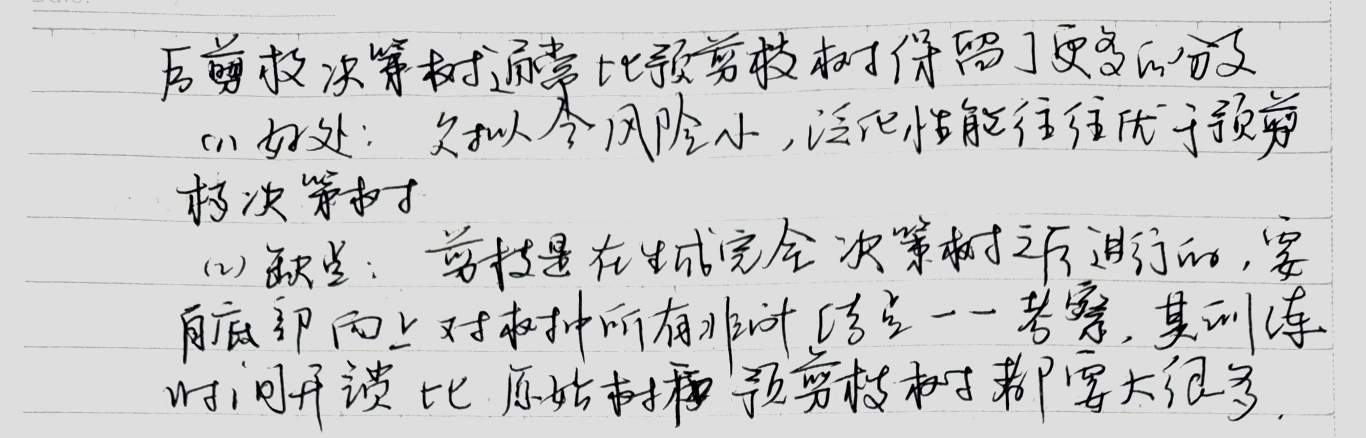 后剪枝决策树通常比预剪枝树保留了更多的分支
(1) 好处：欠拟合风险小，泛化性能往往优于预剪
枝决策树
(2) 缺点：剪枝是在生成完全决策树之后进行的，要
自底部向上对树中所有非叶结点一一考察，其训练
时间开销比原始树和预剪枝树都要大很多.